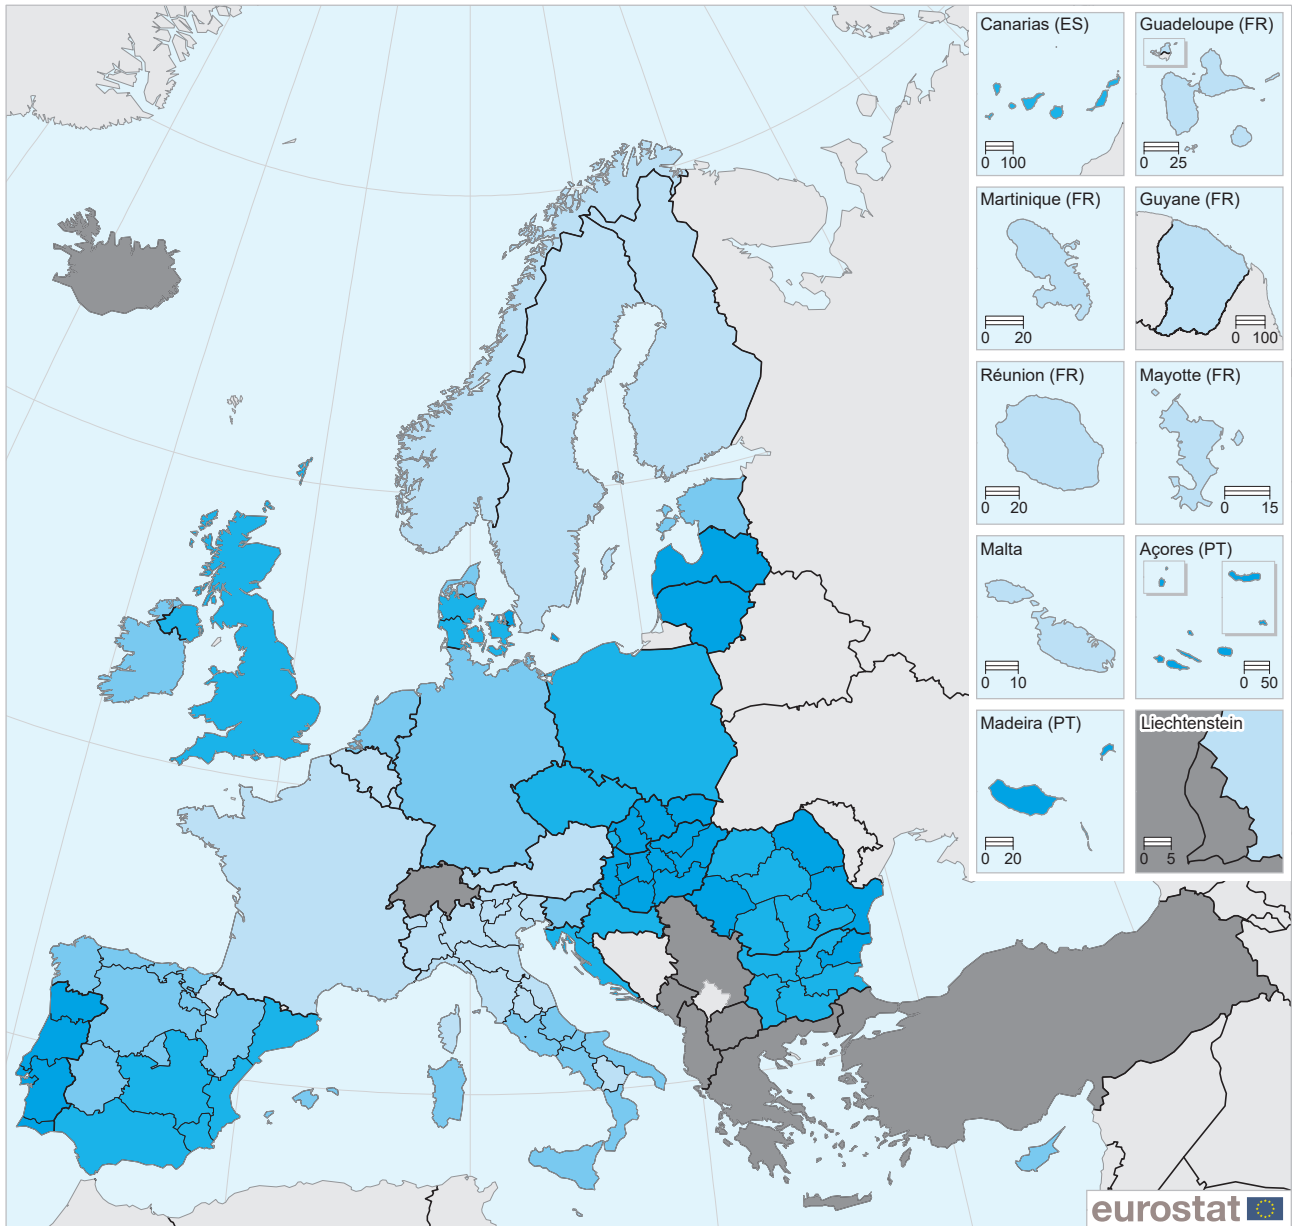 Canarias (ES)
0 100
Guadeloupe (FR)
0 25
Martinique (FR)
0 20
Guyane (FR)
0 100
Réunion (FR)
0 20
Mayotte (FR)
0 15
Malta
0 10
Açores (PT)
0 50
Madeira (PT)
0 20
Liechtenstein
0 5
eurostat